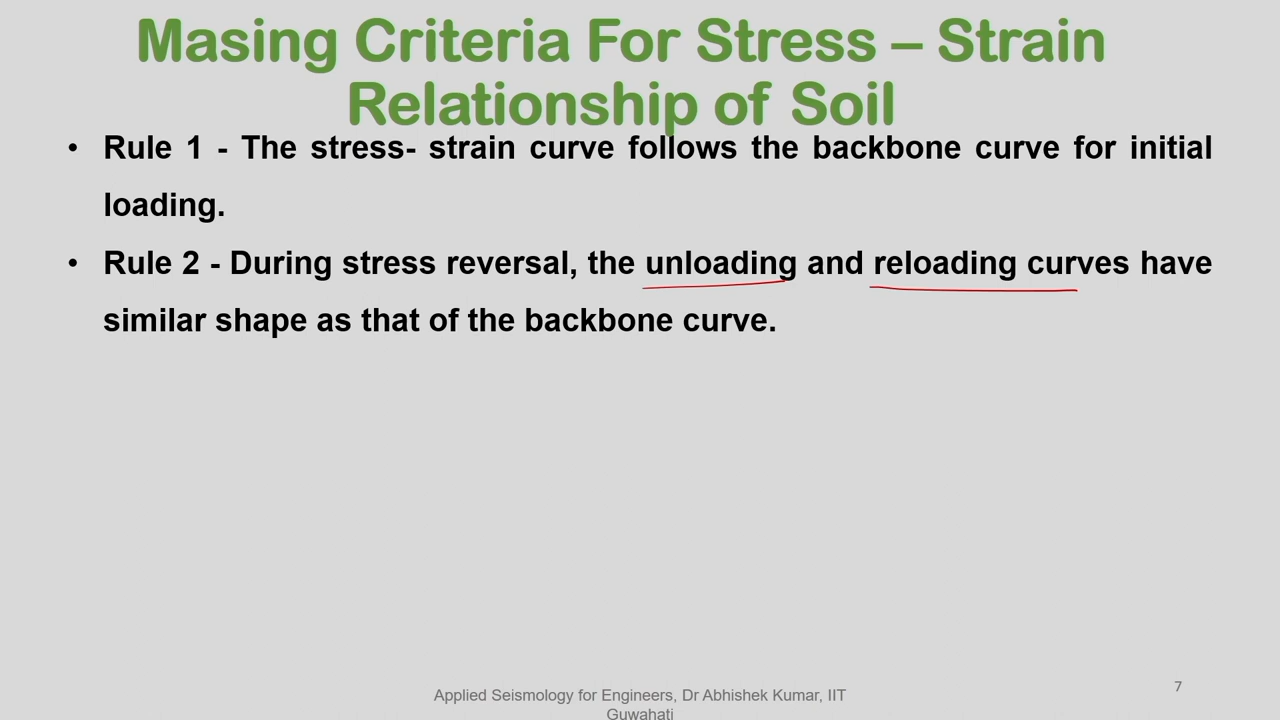 Masing Criteria For Stress – Strain
Relationship of Soil
• Rule 1 - The stress- strain curve follows the backbone curve for initial
loading.
• Rule 2 - During stress reversal, the unloading and reloading curves have
similar shape as that of the backbone curve.
Applied Seismology for Engineers, Dr Abhishek Kumar, IIT
Guwahati
7